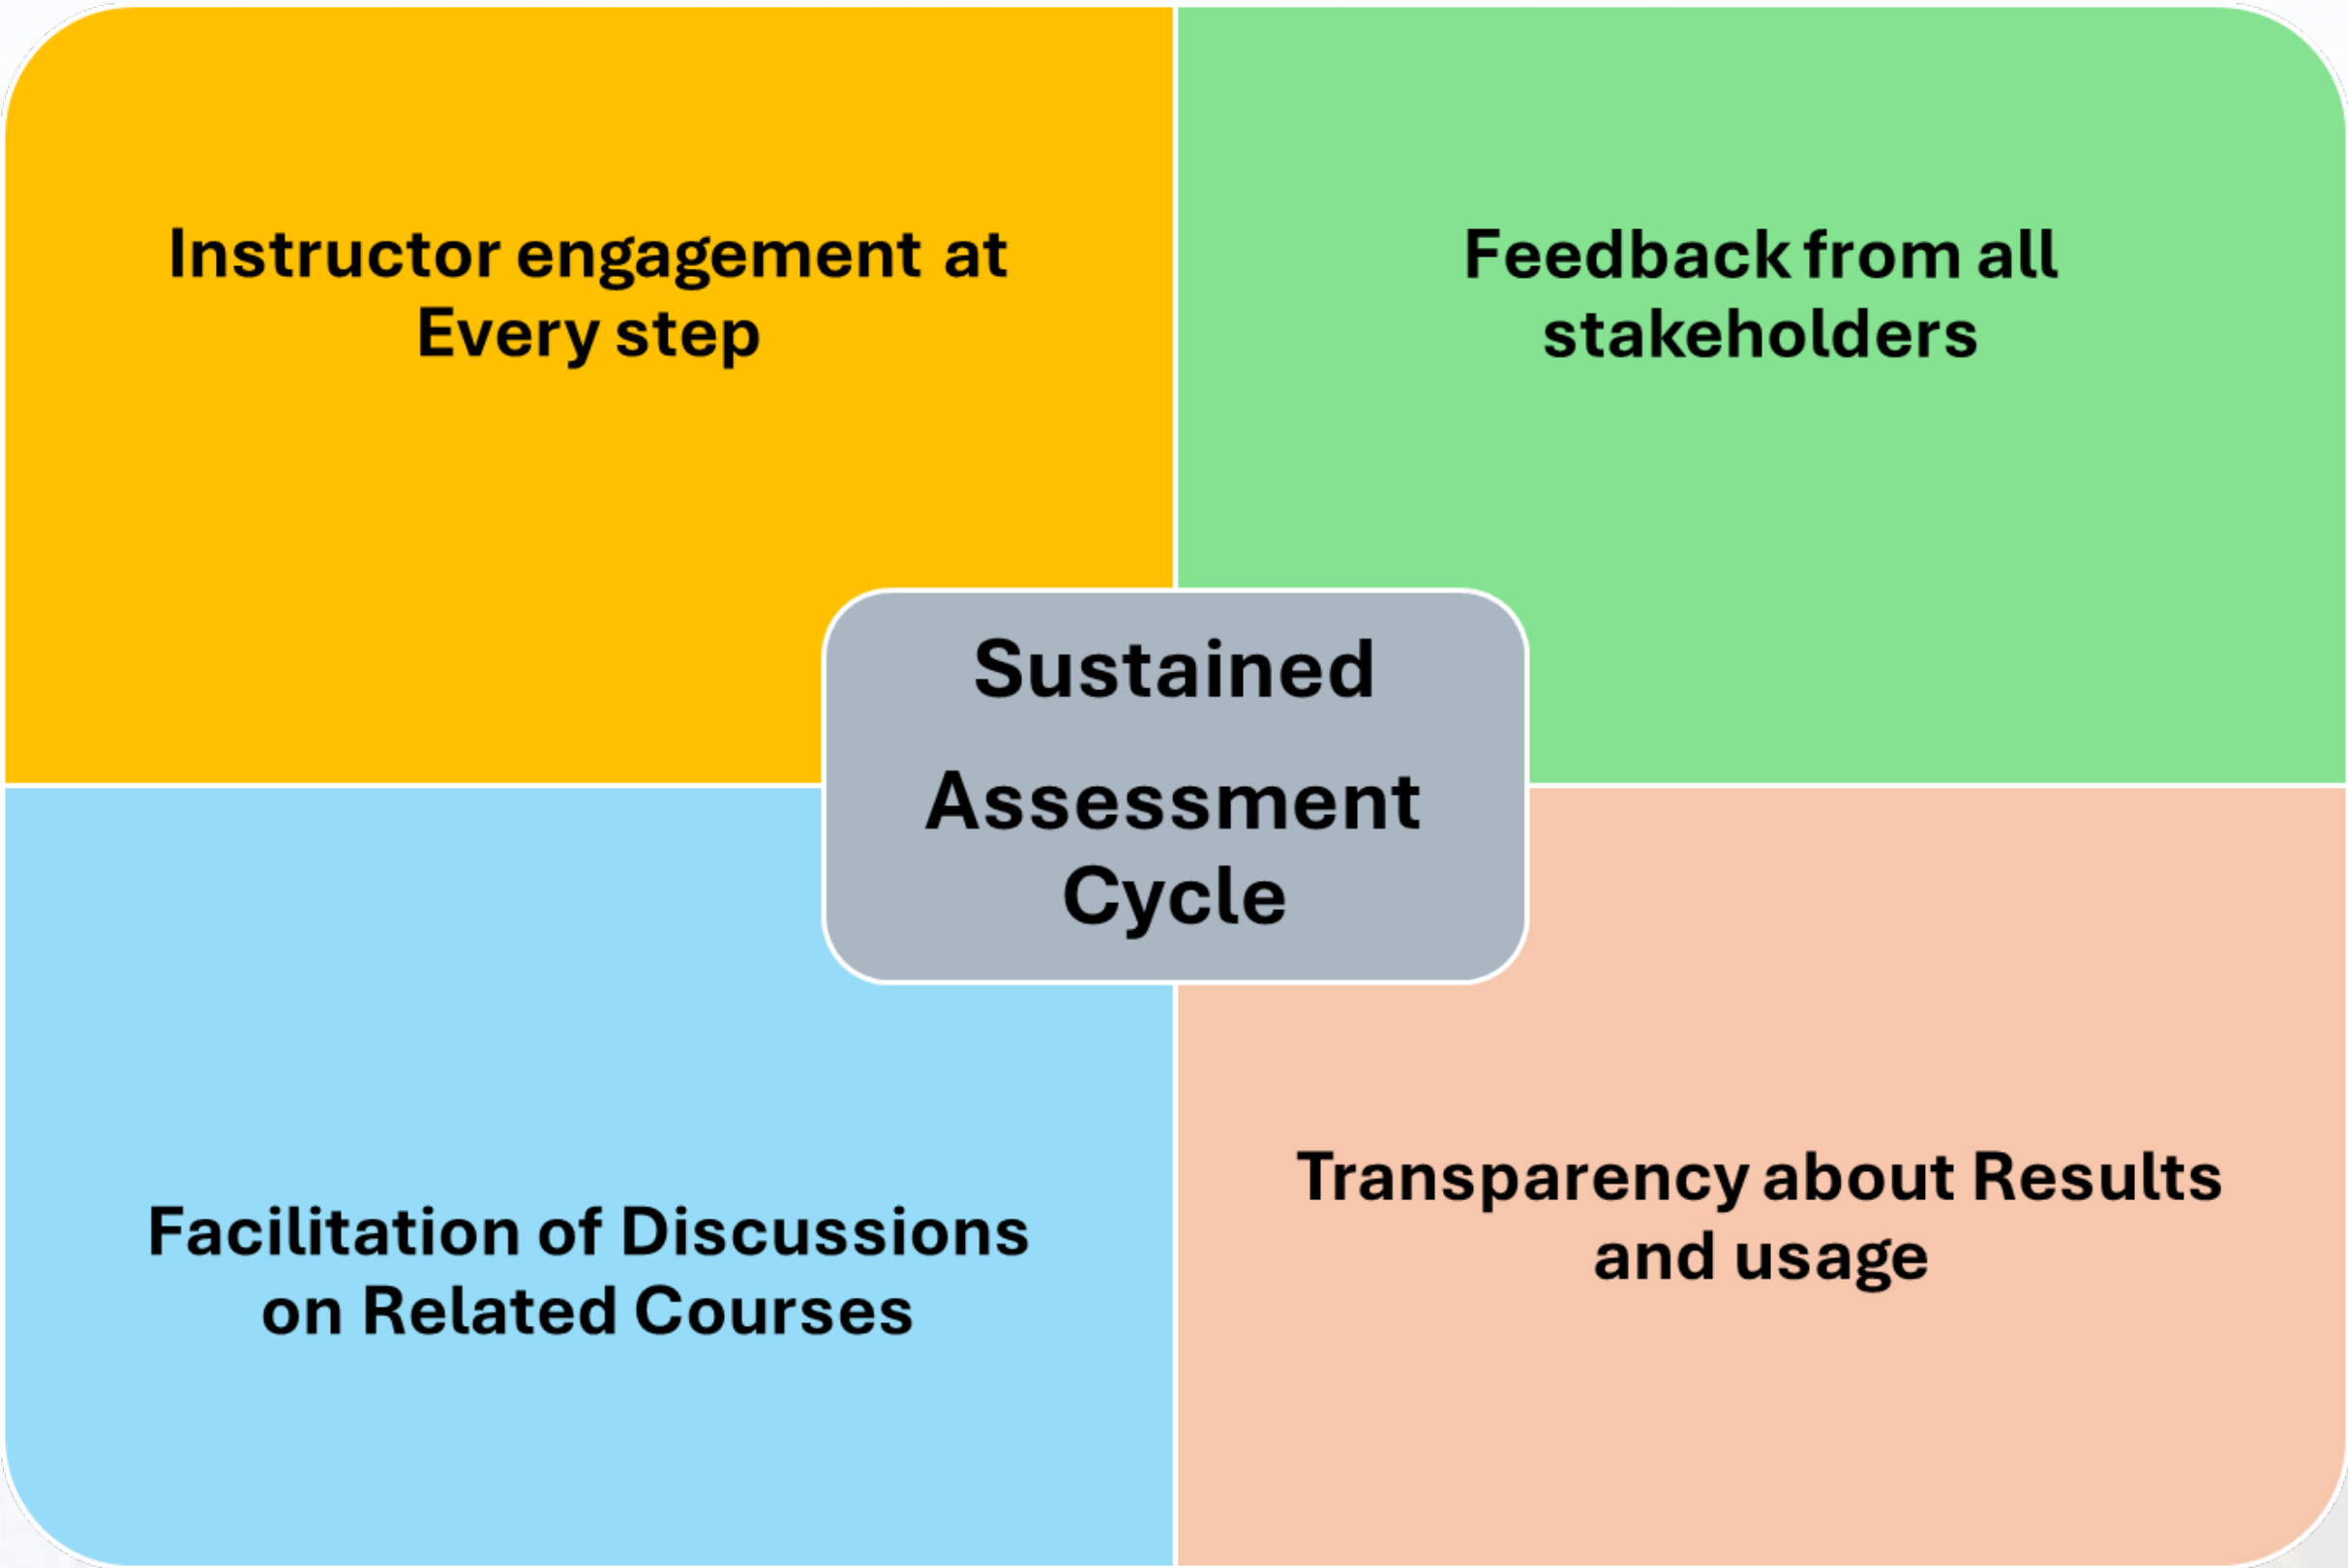 Instructor engagement at
Every step
Feedback from all
stakeholders
Sustained
Assessment
Cycle
Facilitation of Discussions
on Related Courses
Transparency about Results
and usage